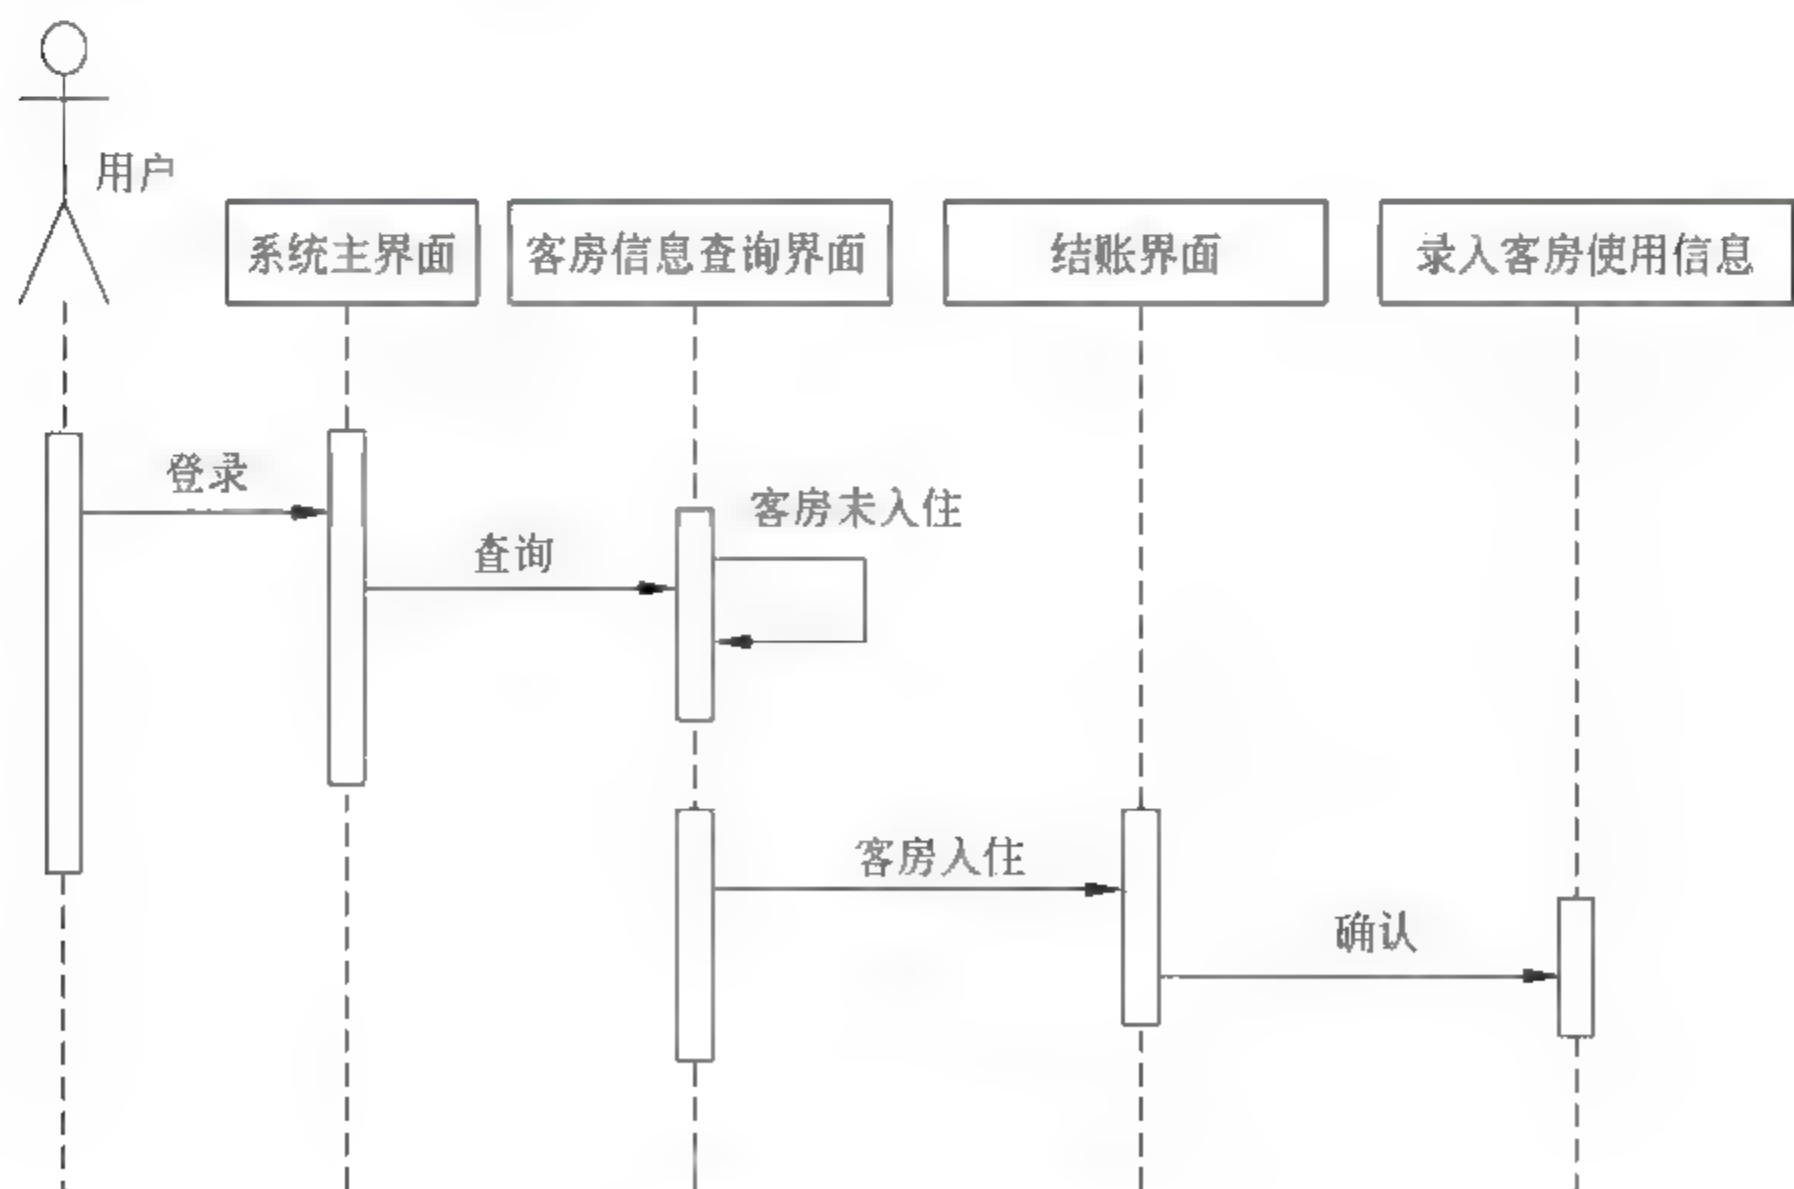 用户
系统主界面
客房信息查询界面
结账界面
录入客房使用信息
登录
客房未入住
查询
客房入住
确认